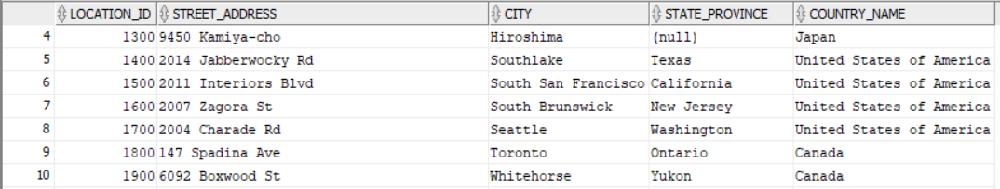 LOCATION_ID STREET_ADDRESS CITY STATE_PROVINCE COUNTRY_NAME
4 1300 9450 Kamiya-cho Hiroshima (null) Japan
5 1400 2014 Jabberwocky Rd Southlake Texas United States of America
6 1500 2011 Interiors Blvd South San Francisco California United States of America
7 1600 2007 Zagora St South Brunswick New Jersey United States of America
8 1700 2004 Charade Rd Seattle Washington United States of America
9 1800 147 Spadina Ave Toronto Ontario Canada
10 1900 6092 Boxwood St Whitehorse Yukon Canada